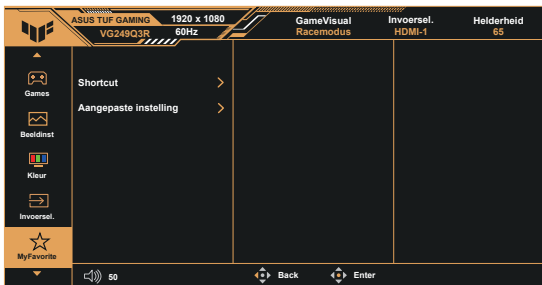 ASUS TUF GAMING
VG249Q3R
1920 x 1080
60Hz
GameVisual
Racemodus
Invoersel.
HDMI-1
Helderheid
65
Games
Beeldinst
Kleur
Invoersel.
MyFavorite
Shortcut
Aangepaste instelling
50
Back
Enter